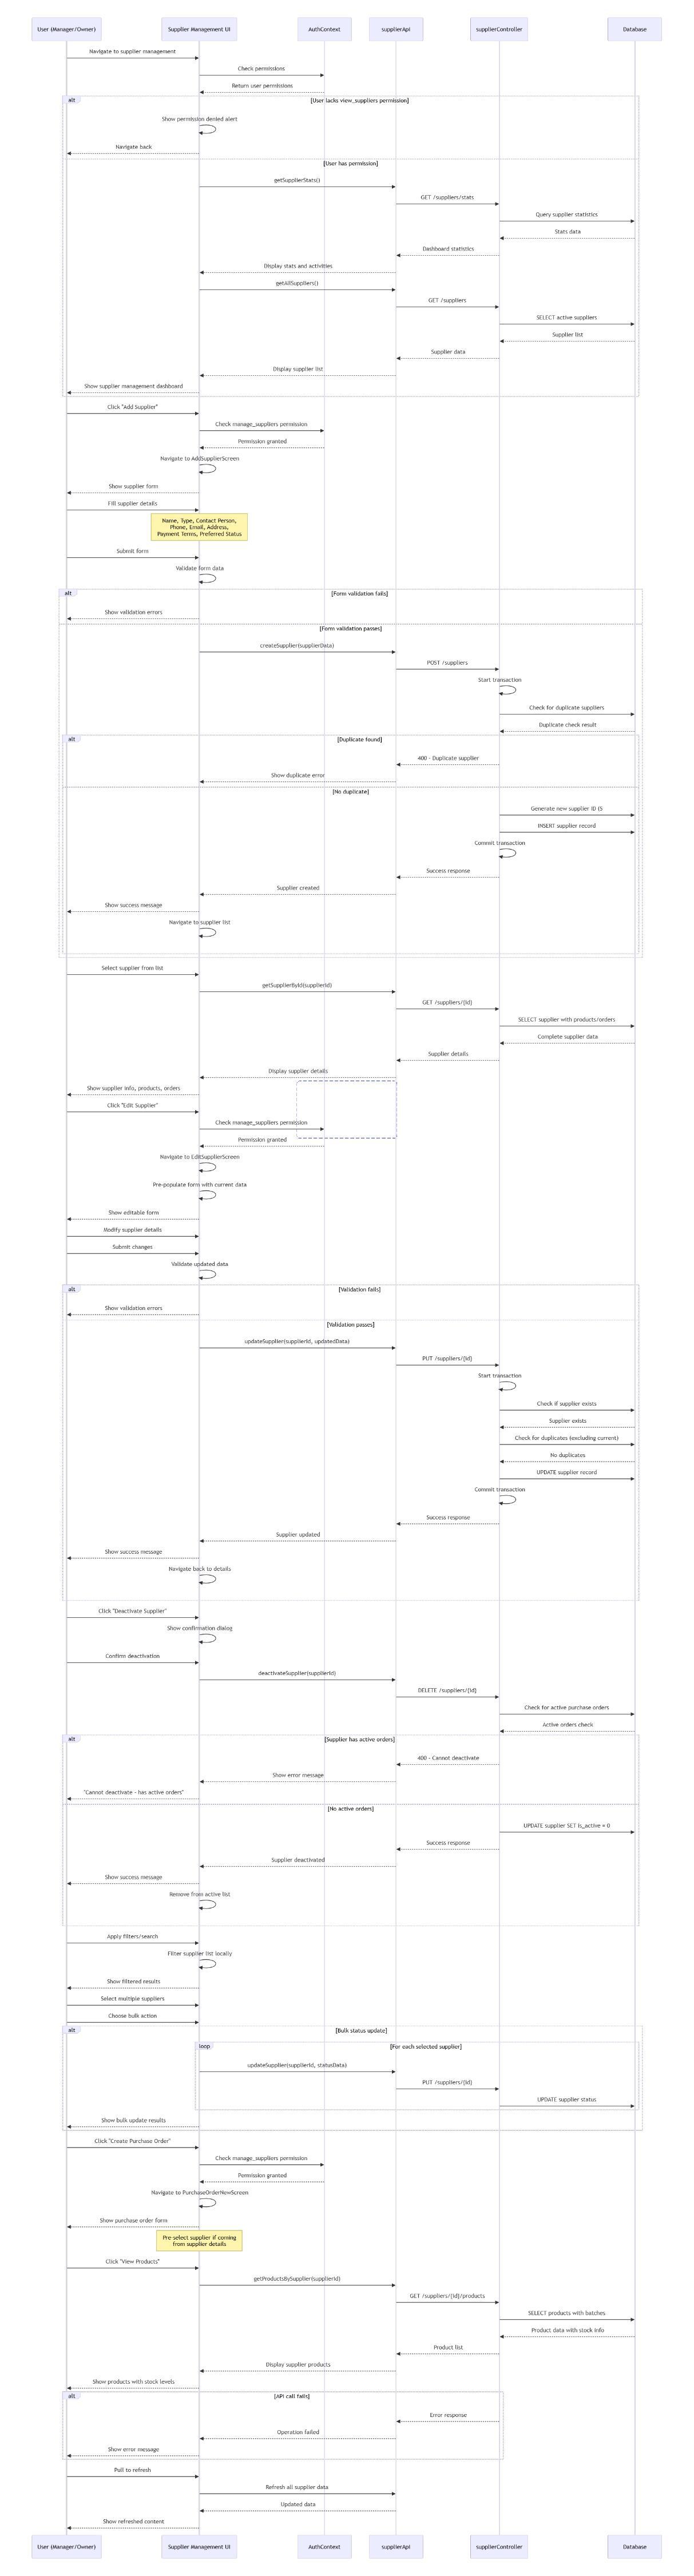 User (Manager/Owner) Supplier Management UI AuthContext supplierApi supplierController Database
Navigate to supplier management
Check permissions
Return user permissions
alt [User lacks view_suppliers permission]
Show permission denied alert
Navigate back
[User has permission]
getSupplierStats()
GET /suppliers/stats
Query supplier statistics
Stats data
Dashboard statistics
Display stats and activities
getAllSuppliers()
GET /suppliers
SELECT active suppliers
Supplier list
Supplier data
Display supplier list
Show supplier management dashboard
Click "Add Supplier"
Check manage_suppliers permission
Permission granted
Navigate to AddSupplierScreen
Show supplier form
Fill supplier details
Name, Type, Contact Person,
Phone, Email, Address,
Payment Terms, Preferred Status
Submit form
Validate form data
alt [Form validation fails]
Show validation errors
[Form validation passes]
createSupplier(supplierData)
POST /suppliers
Start transaction
Check for duplicate suppliers
Duplicate check result
alt [Duplicate found]
400 - Duplicate supplier
Show duplicate error
[No duplicate]
Generate new supplier ID (S
INSERT supplier record
Commit transaction
Success response
Supplier created
Show success message
Navigate to supplier list
Select supplier from list
getSupplierById(supplierId)
GET /suppliers/{id}
SELECT supplier with products/orders
Complete supplier data
Supplier details
Display supplier details
Show supplier info, products, orders
Click "Edit Supplier"
Check manage_suppliers permission
Permission granted
Navigate to EditSupplierScreen
Pre-populate form with current data
Show editable form
Modify supplier details
Submit changes
Validate updated data
alt [Validation fails]
Show validation errors
[Validation passes]
updateSupplier(supplierId, updatedData)
PUT /suppliers/{id}
Start transaction
Check if supplier exists
Supplier exists
Check for duplicates (excluding current)
No duplicates
UPDATE supplier record
Commit transaction
Success response
Supplier updated
Show success message
Navigate back to details
Click "Deactivate Supplier"
Show confirmation dialog
Confirm deactivation
deactivateSupplier(supplierId)
DELETE /suppliers/{id}
Check for active purchase orders
Active orders check
alt [Supplier has active orders]
400 - Cannot deactivate
Show error message
"Cannot deactivate - has active orders"
[No active orders]
UPDATE supplier SET is_active = 0
Success response
Supplier deactivated
Show success message
Remove from active list
Apply filters/search
Filter supplier list locally
Show filtered results
Select multiple suppliers
Choose bulk action
alt [Bulk status update]
loop [For each selected supplier]
updateSupplier(supplierId, statusData)
PUT /suppliers/{id}
UPDATE supplier status
Show bulk update results
Click "Create Purchase Order"
Check manage_suppliers permission
Permission granted
Navigate to PurchaseOrderNewScreen
Show purchase order form
Pre-select supplier if coming
from supplier details
Click "View Products"
getProductsBySupplier(supplierId)
GET /suppliers/{id}/products
SELECT products with batches
Product data with stock info
Product list
Display supplier products
Show products with stock levels
alt [API call fails]
Error response
Operation failed
Show error message
Pull to refresh
Refresh all supplier data
Updated data
Show refreshed content
User (Manager/Owner) Supplier Management UI AuthContext supplierApi supplierController Database